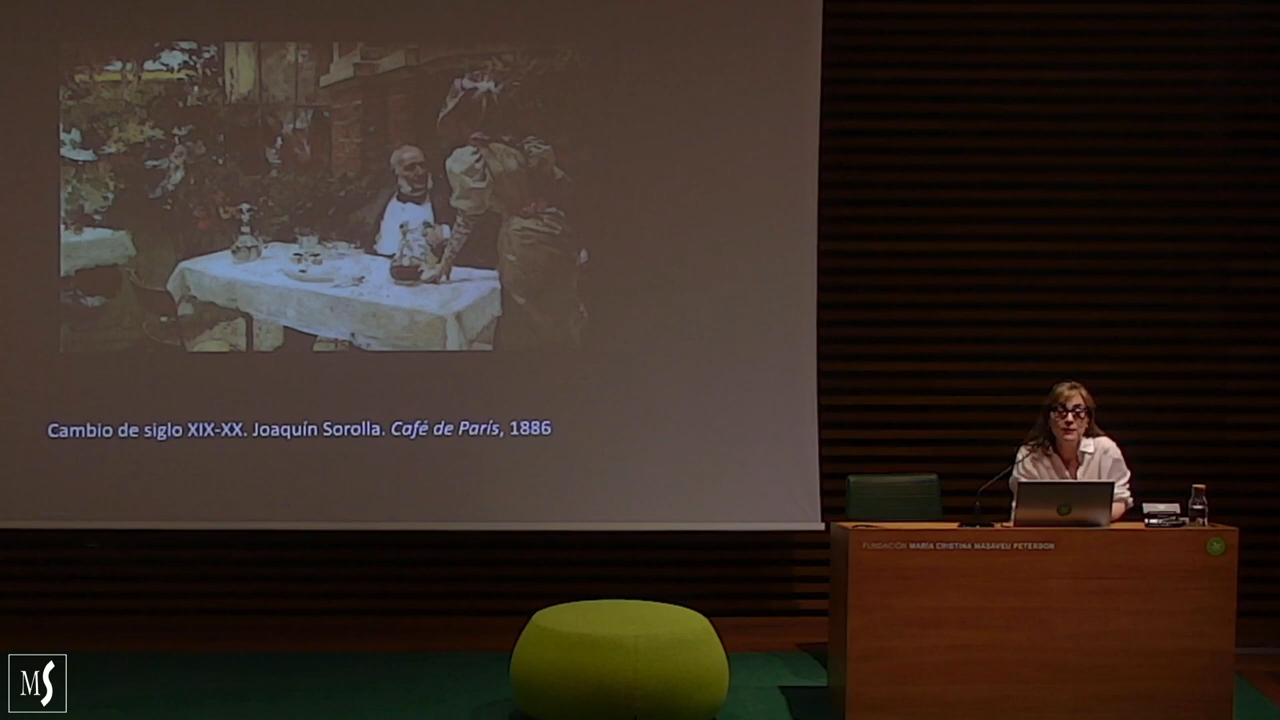 Cambio de siglo XIX-XX. Joaquín Sorolla. Café de París, 1886
FUNDACIÓN MARÍA CRISTINA MASAVEU PETERSON
MS